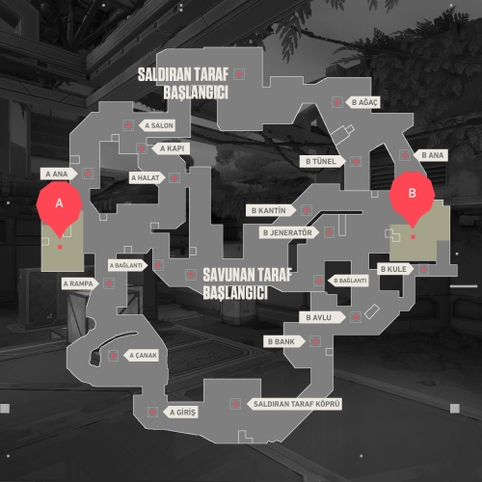 SALDIRAN TARAF
BAŞLANGICI
B AĞAÇ
A SALON
A KAPI
B TÜNEL
B ANA
A ANA
A HALAT
A
B
B KANTİN
B JENERATÖR
A BAĞLANTI
SAVUNAN TARAF
BAŞLANGICI
B KULE
A RAMPA
B BAĞLANTI
B AVLU
B BANK
A ÇANAK
SALDIRAN TARAF KÖPRÜ
A GİRİŞ